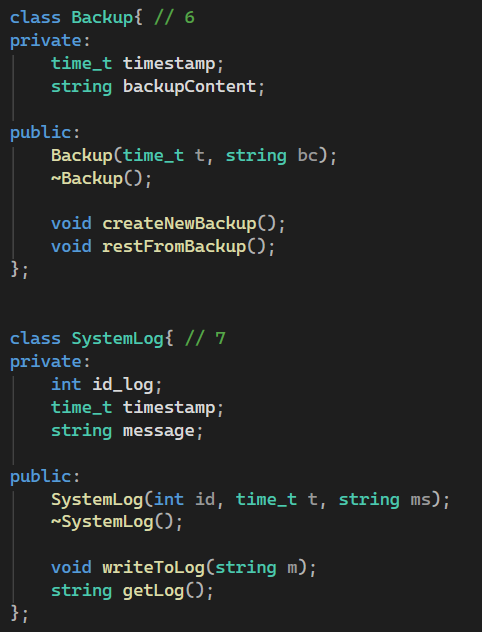 class Backup{ // 6
private:
    time_t timestamp;
    string backupContent;

public:
    Backup(time_t t, string bc);
    ~Backup();

    void createNewBackup();
    void restFromBackup();
};


class SystemLog{ // 7
private:
    int id_log;
    time_t timestamp;
    string message;

public:
    SystemLog(int id, time_t t, string ms);
    ~SystemLog();

    void writeToLog(string m);
    string getLog();
};